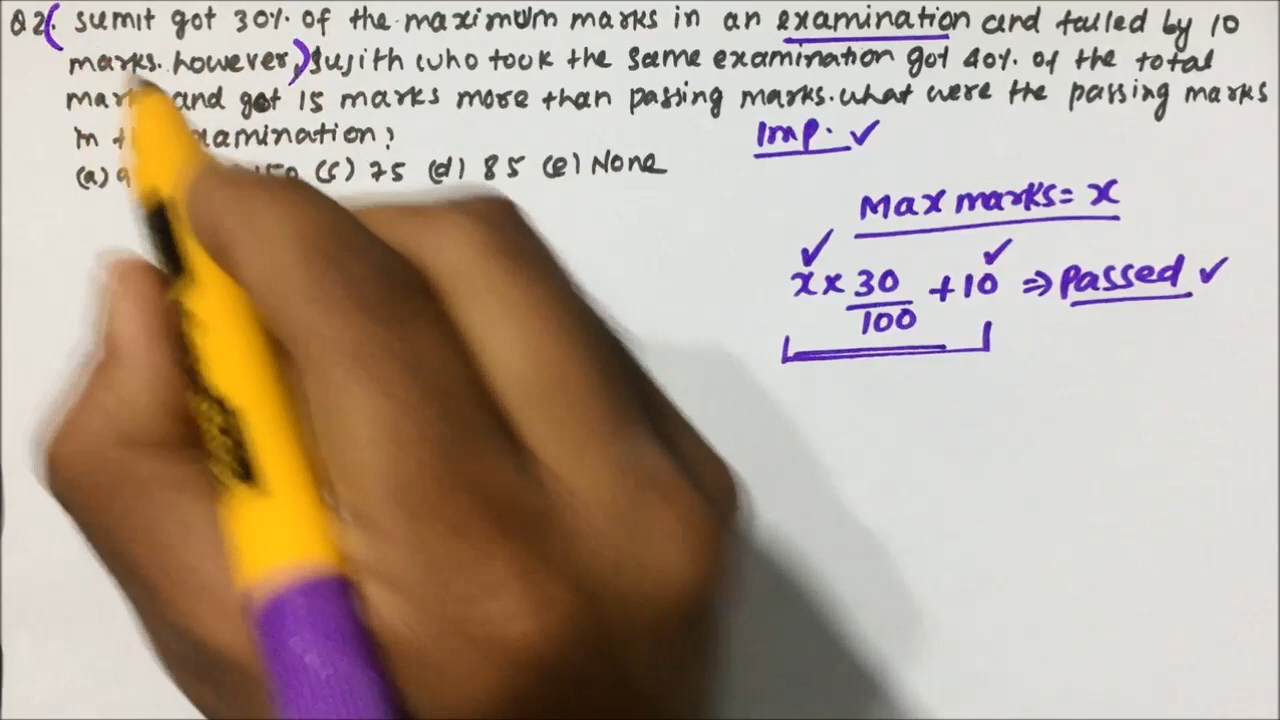 Q2( Sumit got 30% of the maximum marks in an examination and failed by 10
marks. however,) Sujith who took the same examination got 40% of the total
and got 15 marks more than passing marks. what were the passing marks
in
(a) 9 (c) 75 (d) 85 (e) None
Imp. ✓
Max marks = x
x × 30/100 + 10 ⇒ Passed ✓